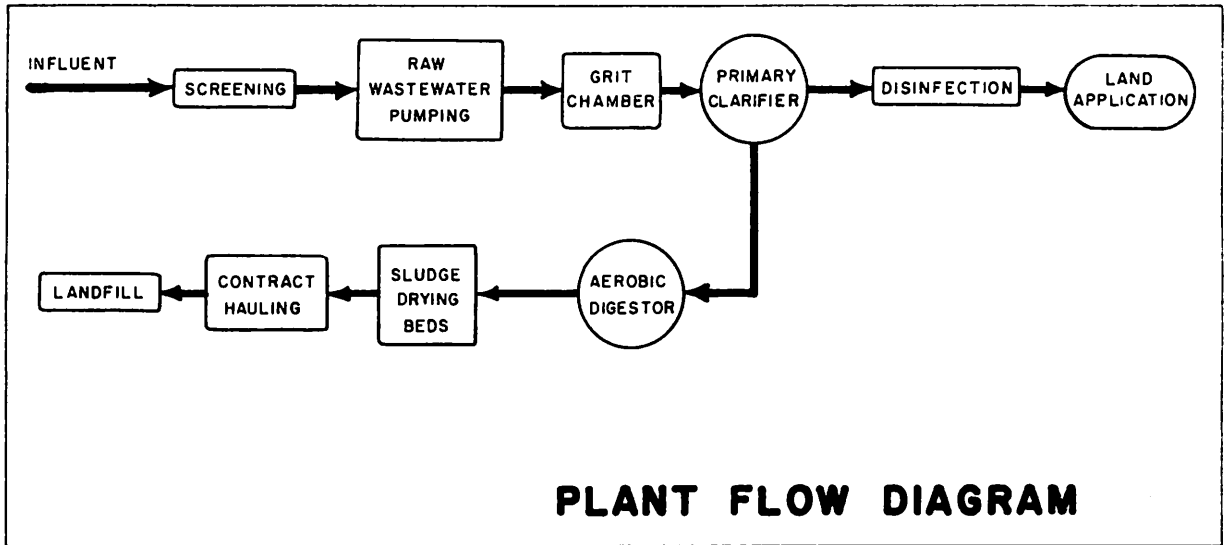 INFLUENT
SCREENING
RAW
WASTEWATER
PUMPING
GRIT
CHAMBER
PRIMARY
CLARIFIER
DISINFECTION
LAND
APPLICATION
LANDFILL
CONTRACT
HAULING
SLUDGE
DRYING
BEDS
AEROBIC
DIGESTOR
PLANT FLOW DIAGRAM